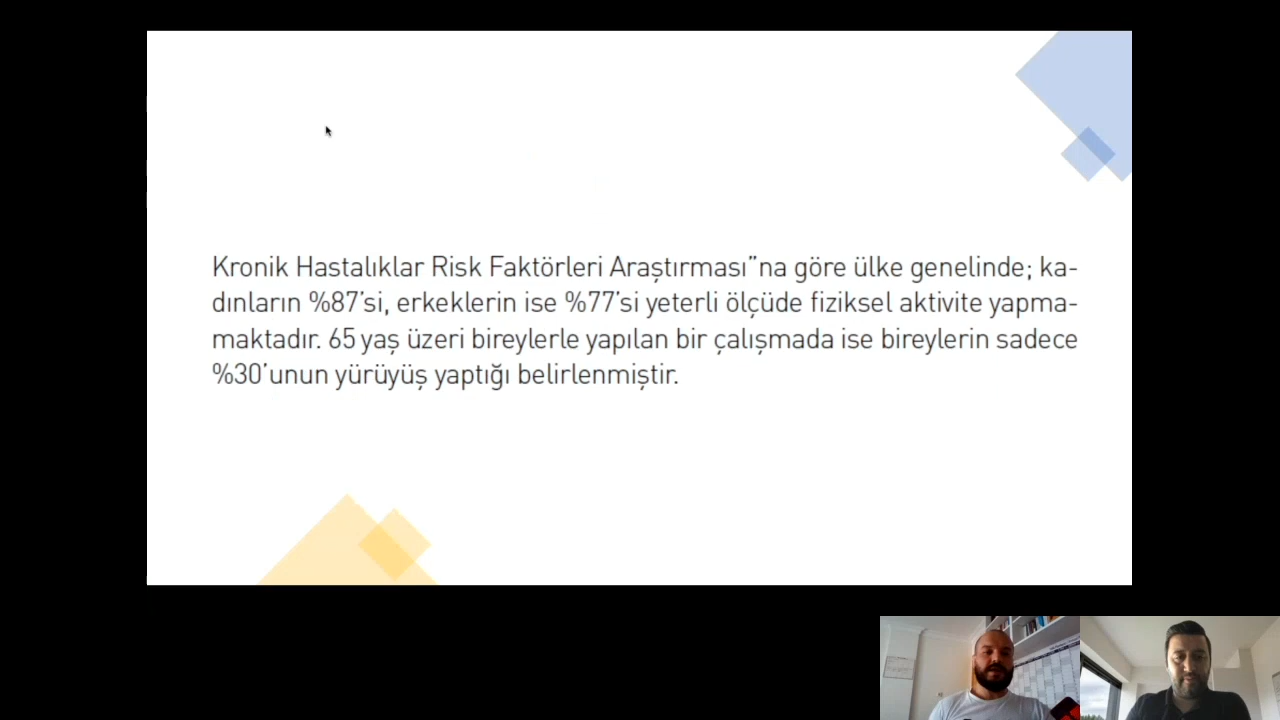 Kronik Hastalıklar Risk Faktörleri Araştırması”na göre ülke genelinde; ka-
dınların %87’si, erkeklerin ise %77’si yeterli ölçüde fiziksel aktivite yapma-
maktadır. 65 yaş üzeri bireylerle yapılan bir çalışmada ise bireylerin sadece
%30’unun yürüyüş yaptığı belirlenmiştir.